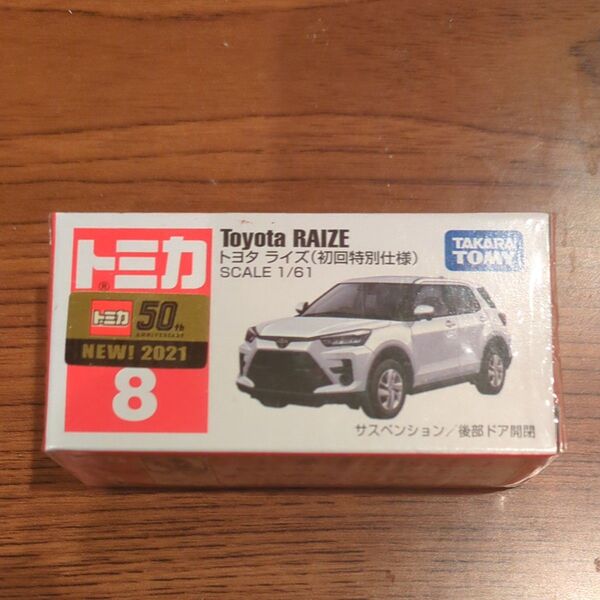 トミカ
®
トミカ 50th
ANNIVERSARY
NEW! 2021
8
Toyota RAIZE
トヨタ ライズ(初回特別仕様)
SCALE 1/61
TAKARA
TOMY
サスペンション/後部ドア開閉